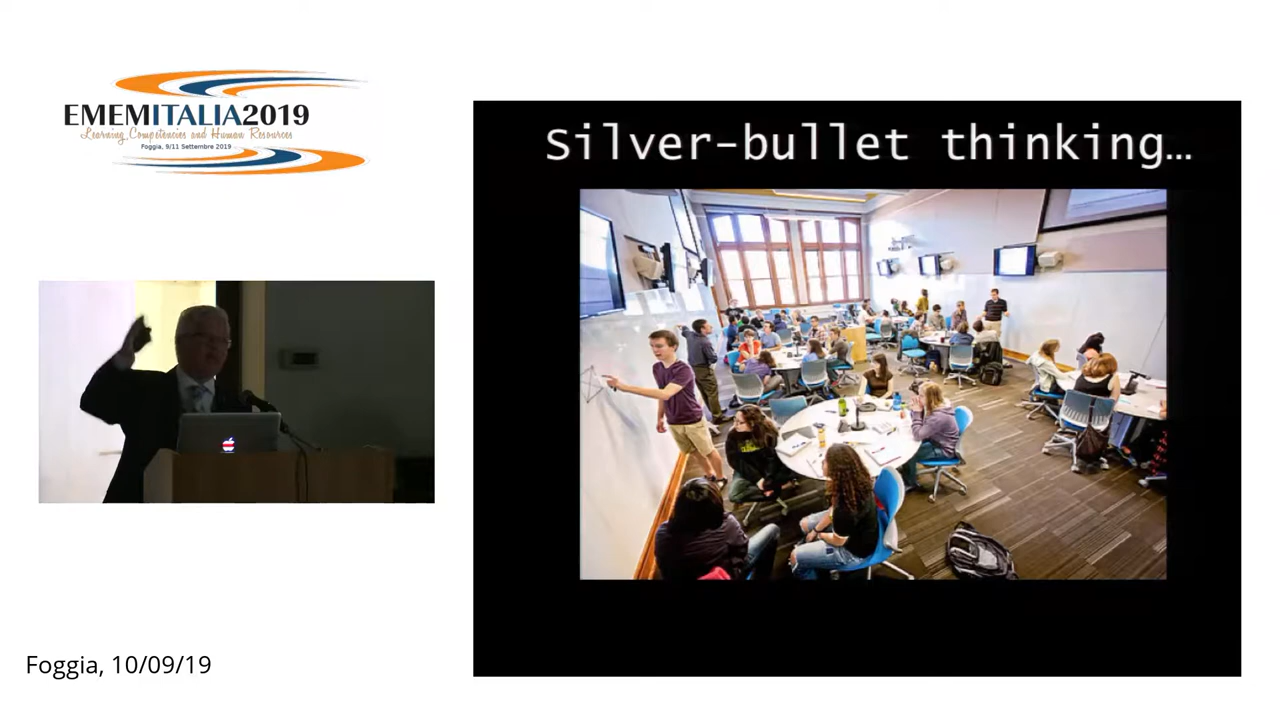 EMEMITALIA2019
Learning, Competencies and Human Resources
Foggia, 9/11 Settembre 2019
Silver-bullet thinking…
Foggia, 10/09/19